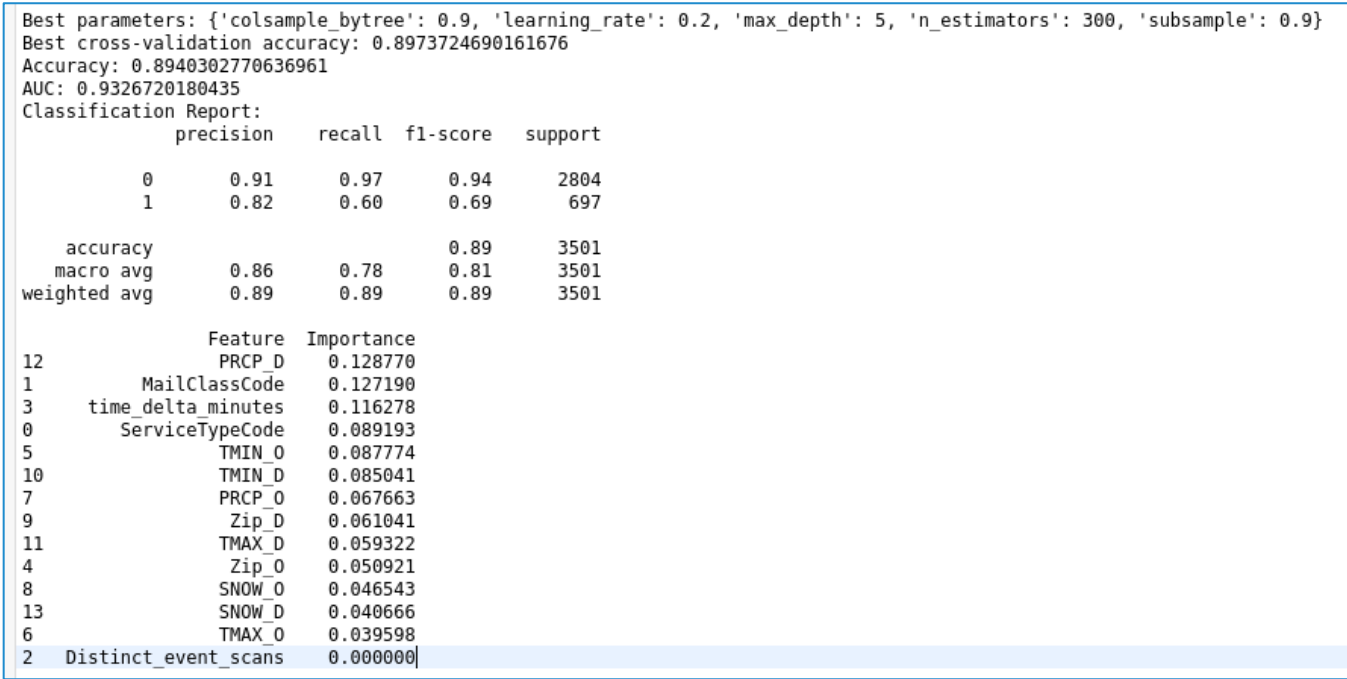 Best parameters: {'colsample_bytree': 0.9, 'learning_rate': 0.2, 'max_depth': 5, 'n_estimators': 300, 'subsample': 0.9}
Best cross-validation accuracy: 0.8973724690161676
Accuracy: 0.8940302770636961
AUC: 0.9326720180435
Classification Report:
precision recall f1-score support
0 0.91 0.97 0.94 2804
1 0.82 0.60 0.69 697
accuracy 0.89 3501
macro avg 0.86 0.78 0.81 3501
weighted avg 0.89 0.89 0.89 3501
Feature Importance
12 PRCP_D 0.128770
1 MailClassCode 0.127190
3 time_delta_minutes 0.116278
0 ServiceTypeCode 0.089193
5 TMIN_O 0.087774
10 TMIN_D 0.085041
7 PRCP_O 0.067663
9 Zip_D 0.061041
11 TMAX_D 0.059322
4 Zip_O 0.050921
8 SNOW_O 0.046543
13 SNOW_D 0.040666
6 TMAX_O 0.039598
2 Distinct_event_scans 0.000000